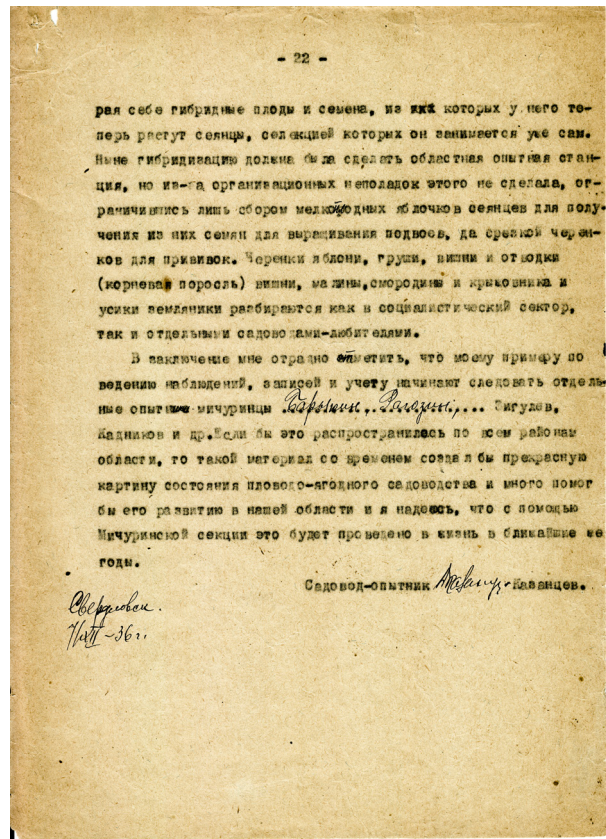 - 22 -
рая себе гибридные плоды и семена, из них которых у него те-
перь растут сеянцы, селекцией которых он занимается уже сам.
Ныне гибридизацию должна была сделать областная опытная стан-
ция, но из-за организационных неполадок этого не сделала, ог-
раничившись лишь сбором мелкоплодных яблочков сеянцев для полу-
чения из них семян для выращивания подвоев, да срезкой черен-
ков для прививок. Черенки яблони, груши, вишни и отводки
(корневая поросль) вишни, малины,смородины и крыжовника и
усики земляники разбираются как в социалистический сектор,
так и отдельными садоводами-любителями.
В заключение мне отрадно отметить, что моему примеру по
ведению наблюдений, записей и учету начинают следовать отдель-
ные опытные мичуринцы .... Жигулев,
Кадников и др.Если бы это распространилось по всем районам
области, то такой материал со временем создал бы прекрасную
картину состояния плодово-ягодного садоводства и много помог
бы его развитию в нашей области и я надеюсь, что с помощью
Мичуринской секции это будет проведено в жизнь в ближайшие же
годы.
Садовод-опытник Казанцев.
Свердловск.
7/XII-36 г.